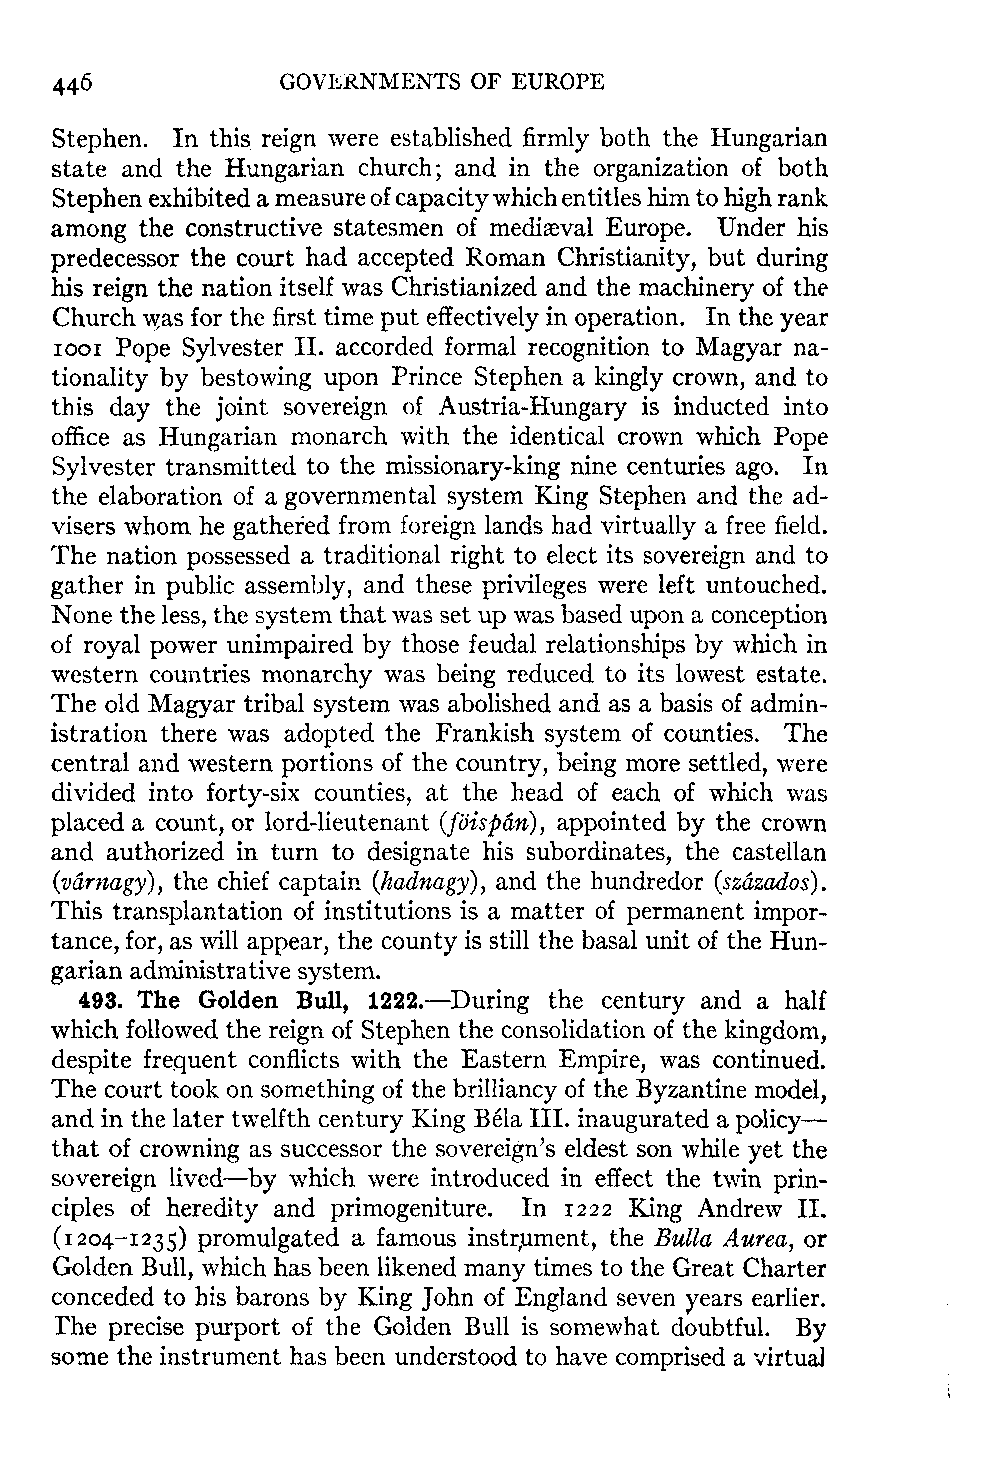 446 GOVERNMENTS OF EUROPE
Stephen. In this reign were established firmly both the Hungarian
state and the Hungarian church; and in the organization of both
Stephen exhibited a measure of capacity which entitles him to high rank
among the constructive statesmen of mediæval Europe. Under his
predecessor the court had accepted Roman Christianity, but during
his reign the nation itself was Christianized and the machinery of the
Church was for the first time put effectively in operation. In the year
1001 Pope Sylvester II. accorded formal recognition to Magyar na-
tionality by bestowing upon Prince Stephen a kingly crown, and to
this day the joint sovereign of Austria-Hungary is inducted into
office as Hungarian monarch with the identical crown which Pope
Sylvester transmitted to the missionary-king nine centuries ago. In
the elaboration of a governmental system King Stephen and the ad-
visers whom he gathered from foreign lands had virtually a free field.
The nation possessed a traditional right to elect its sovereign and to
gather in public assembly, and these privileges were left untouched.
None the less, the system that was set up was based upon a conception
of royal power unimpaired by those feudal relationships by which in
western countries monarchy was being reduced to its lowest estate.
The old Magyar tribal system was abolished and as a basis of admin-
istration there was adopted the Frankish system of counties. The
central and western portions of the country, being more settled, were
divided into forty-six counties, at the head of each of which was
placed a count, or lord-lieutenant (föispán), appointed by the crown
and authorized in turn to designate his subordinates, the castellan
(várnagy), the chief captain (hadnagy), and the hundredor (százados).
This transplantation of institutions is a matter of permanent impor-
tance, for, as will appear, the county is still the basal unit of the Hun-
garian administrative system.
493. The Golden Bull, 1222.—During the century and a half
which followed the reign of Stephen the consolidation of the kingdom,
despite frequent conflicts with the Eastern Empire, was continued.
The court took on something of the brilliancy of the Byzantine model,
and in the later twelfth century King Béla III. inaugurated a policy—
that of crowning as successor the sovereign's eldest son while yet the
sovereign lived—by which were introduced in effect the twin prin-
ciples of heredity and primogeniture. In 1222 King Andrew II.
(1204–1235) promulgated a famous instrument, the Bulla Aurea, or
Golden Bull, which has been likened many times to the Great Charter
conceded to his barons by King John of England seven years earlier.
The precise purport of the Golden Bull is somewhat doubtful. By
some the instrument has been understood to have comprised a virtual